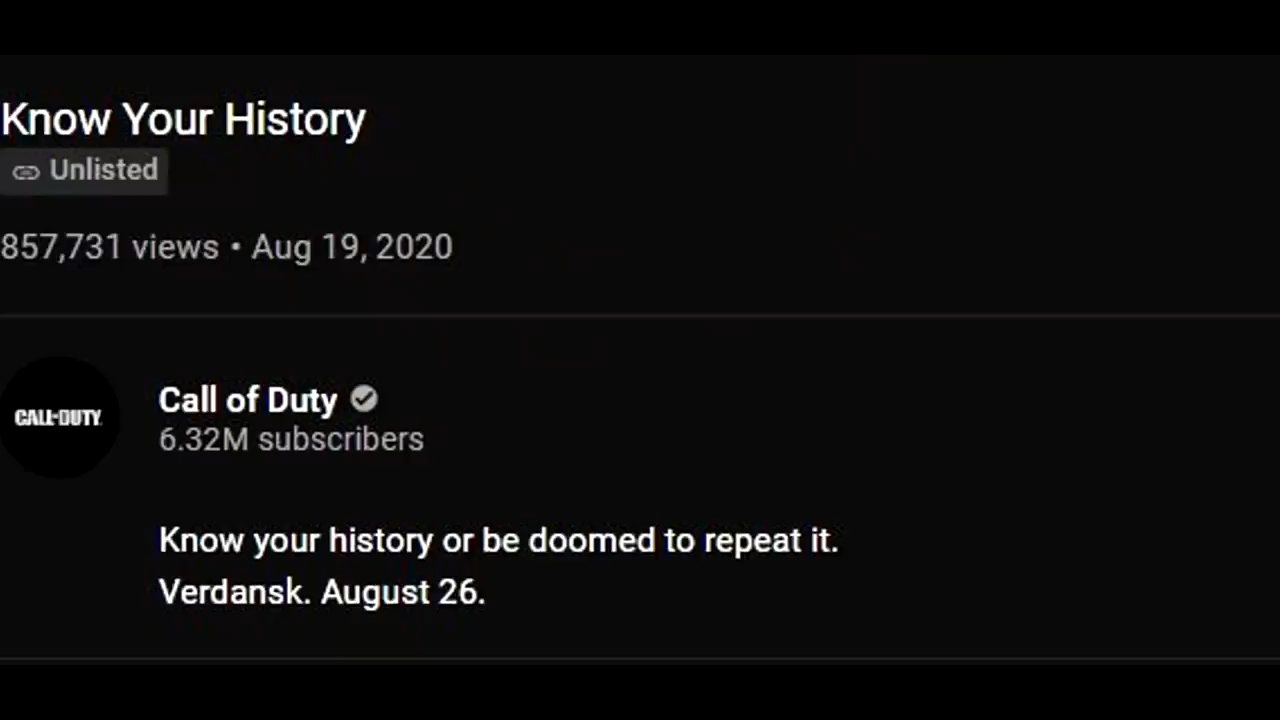 Know Your History
Unlisted
857,731 views • Aug 19, 2020
CALL OF DUTY
Call of Duty
6.32M subscribers
Know your history or be doomed to repeat it.
Verdansk. August 26.